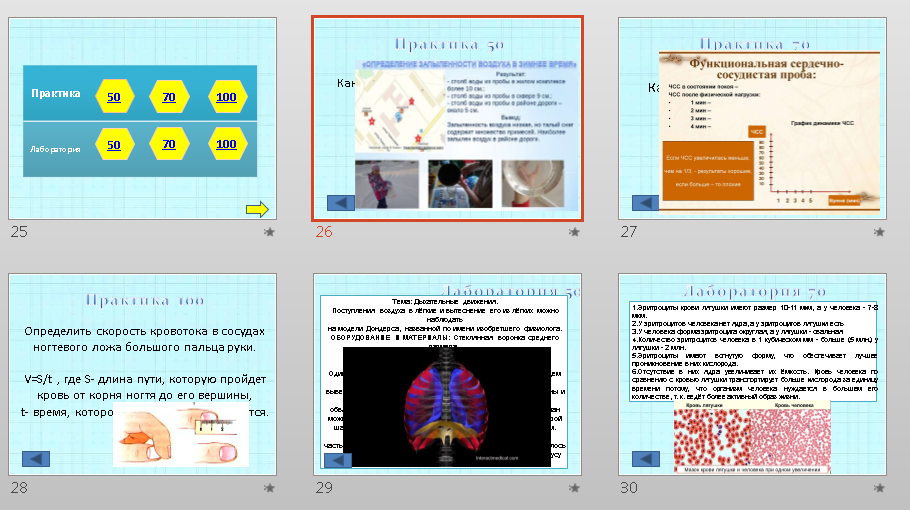 Практика
50
70
100
Лаборатория
50
70
100
25
Практика 50
«ОПРЕДЕЛЕНИЕ ЗАПЫЛЕННОСТИ ВОЗДУХА В ЗИМНЕЕ ВРЕМЯ»
Как
Результат:
- столб воды из пробы в жилом комплексе
более 10 см.;
- столб воды из пробы в сквере 9 см.;
- столб воды из пробы в районе дороги –
около 5 см.
Вывод:
Запыленность воздуха низкая, но талый снег
содержит множество примесей. Наиболее
запылен воздух в районе дороги.
26
Практика 70
Функциональная сердечно-
сосудистая проба:
ЧСС в состоянии покоя –
ЧСС после физической нагрузки:
• 1 мин –
• 2 мин –
• 3 мин –
• 4 мин –
График динамики ЧСС
ЧСС
Если ЧСС увеличилась меньше,
чем на 1/3, - результаты хорошие;
если больше – то плохие
1 2 3 4 5
Время (мин)
27
Практика 100
Определить скорость кровотока в сосудах
ногтевого ложа большого пальца руки.
V=S/t , где S- длина пути, которую пройдет
кровь от корня ногтя до его вершины,
t- время, которо тся.
28
Лаборатория 50
Тема: Дыхательные движения.
Поступления воздуха в лёгкие и вытеснение его из лёгких можно
наблюдать
на модели Дондерса, названной по имени изобретшего физиолога.
ОБОРУДОВАНИЕ И МАТЕРИАЛЫ: Стеклянная воронка среднего
Interactmedical.com
29
Лаборатория 70
1.Эритроциты крови лягушки имеют размер 10-11 мкм, а у человека - 7-8
мкм.
2.У эритроцитов человека нет ядра, а у эритроцитов лягушки есть
3.У человека форма эритроцита округлая, а у лягушки - овальная
4.Количество эритроцитов человека в 1 кубическом мм - больше (5 млн.) у
лягушки - 2 млн.
5.Эритроциты имеют вогнутую форму, что обеспечивает лучшее
проникновение в них кислорода.
6.Отсутствие в них ядра увеличивает их ёмкость. Кровь человека по
сравнению с кровью лягушки транспортирует больше кислорода за единицу
времени потому, что организм человека нуждается в большем его
количестве, т. к. ведёт более активный образ жизни.
Кровь лягушки
Кровь человека
Мазок крови лягушки и человека при одном увеличении
30